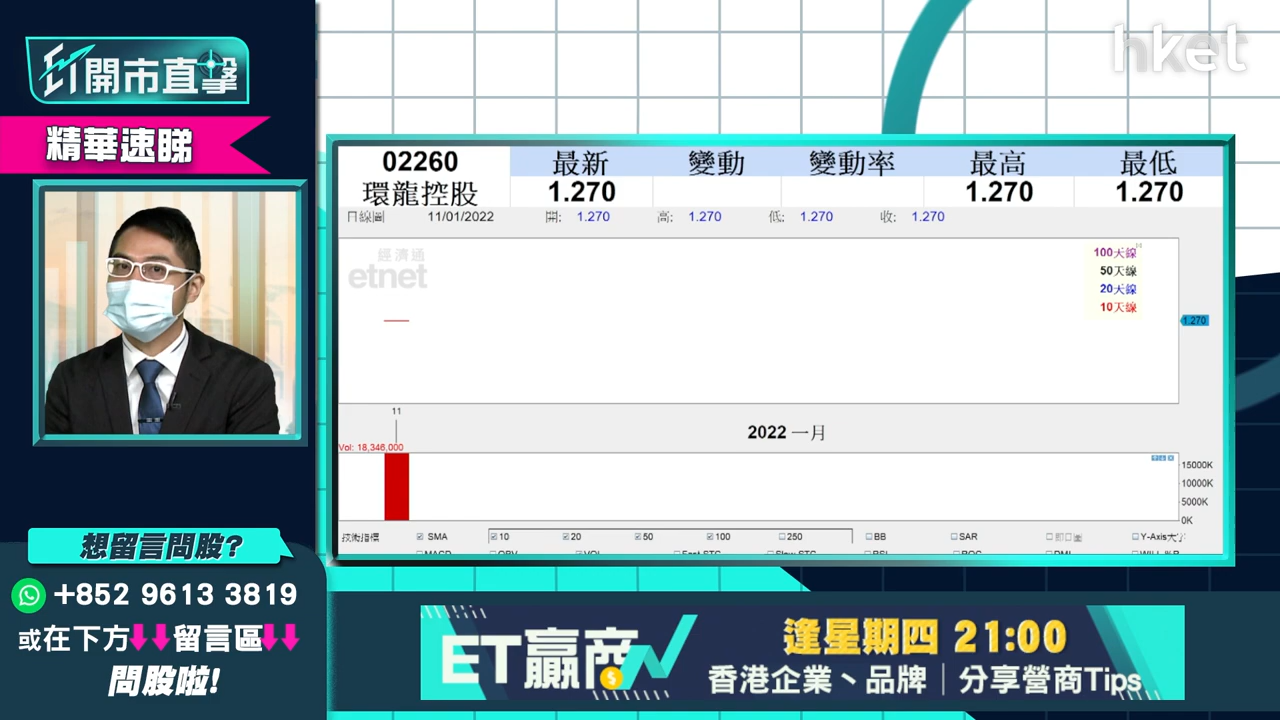 ET開市直擊
精華速睇
hket
02260
環龍控股
最新 變動 變動率 最高 最低
1.270 1.270 1.270
日線圖 11/01/2022 開: 1.270 高: 1.270 低: 1.270 收: 1.270
經濟通
etnet
100天線
50天線
20天線
10天線
1.270
11
2022 一月
Vol: 18,346,000
15000K
10000K
5000K
0K
技術指標 SMA 10 20 50 100 250 BB SAR Y-Axis大字
想留言問股?
+852 9613 3819
或在下方留言區
問股啦!
ET贏商
逢星期四 21:00
香港企業、品牌｜分享營商Tips